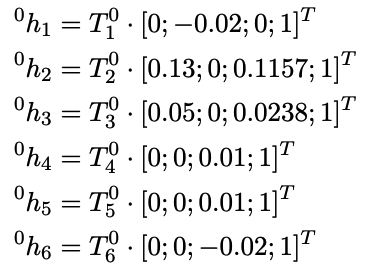 ⁰h₁ = T₁⁰ · [0; −0.02; 0; 1]ᵀ
⁰h₂ = T₂⁰ · [0.13; 0; 0.1157; 1]ᵀ
⁰h₃ = T₃⁰ · [0.05; 0; 0.0238; 1]ᵀ
⁰h₄ = T₄⁰ · [0; 0; 0.01; 1]ᵀ
⁰h₅ = T₅⁰ · [0; 0; 0.01; 1]ᵀ
⁰h₆ = T₆⁰ · [0; 0; −0.02; 1]ᵀ